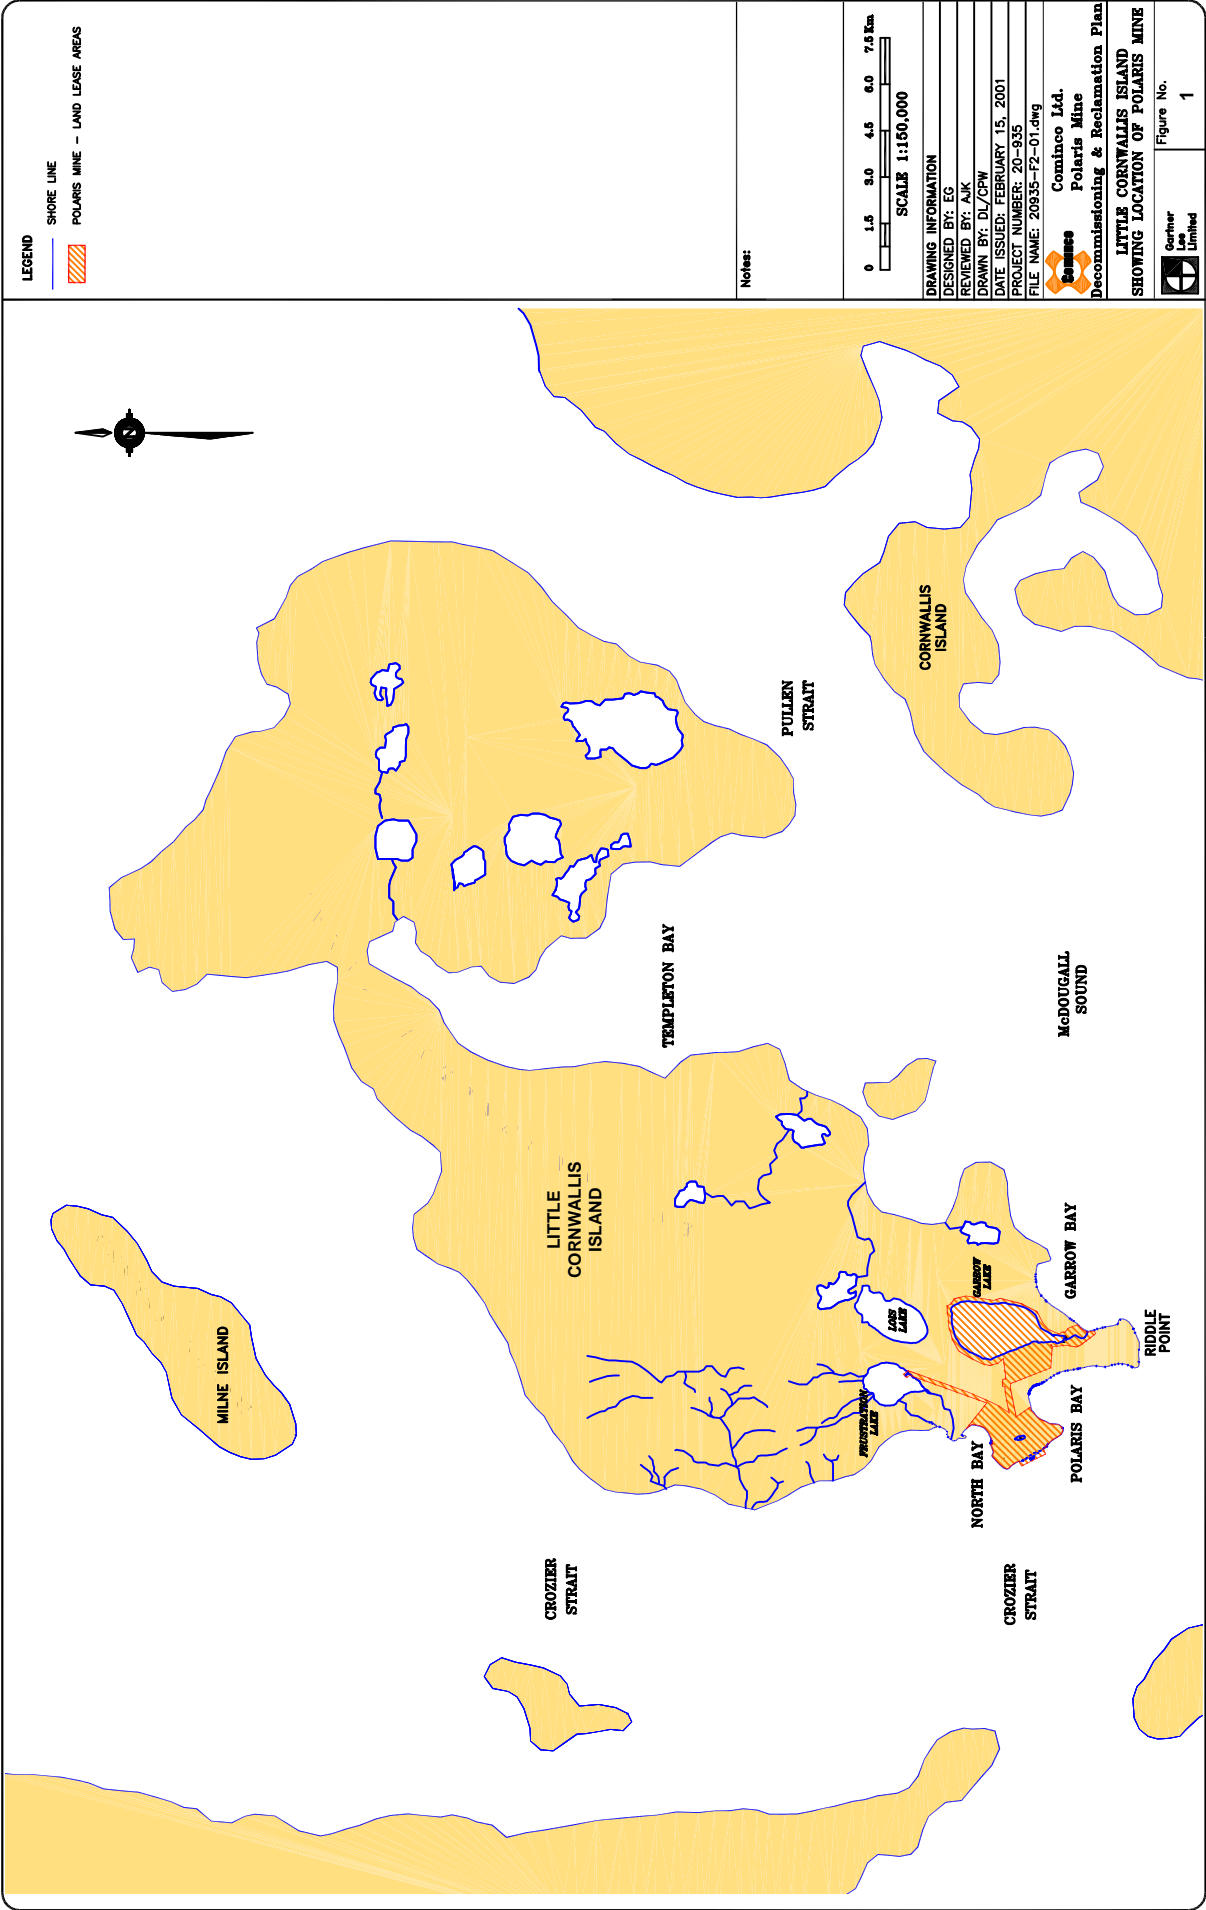 LEGEND
SHORE LINE
POLARIS MINE – LAND LEASE AREAS
Notes:
0 1.5 3.0 4.5 6.0 7.5 Km
SCALE 1:150,000
DRAWING INFORMATION
DESIGNED BY: EG
REVIEWED BY: AJK
DRAWN BY: DL/CPW
DATE ISSUED: FEBRUARY 15, 2001
PROJECT NUMBER: 20-935
FILE NAME: 20935-F2-01.dwg
Cominco
Cominco Ltd.
Polaris Mine
Decommissioning & Reclamation Plan
LITTLE CORNWALLIS ISLAND
SHOWING LOCATION OF POLARIS MINE
Gartner
Lee
Limited
Figure No.
1
N
MILNE ISLAND
LITTLE
CORNWALLIS
ISLAND
CROZIER
STRAIT
TEMPLETON BAY
PULLEN
STRAIT
CORNWALLIS
ISLAND
McDOUGALL
SOUND
LOIS
LAKE
GARROW
LAKE
FRUSTRATION
LAKE
GARROW BAY
RIDDLE
POINT
POLARIS BAY
NORTH BAY
CROZIER
STRAIT